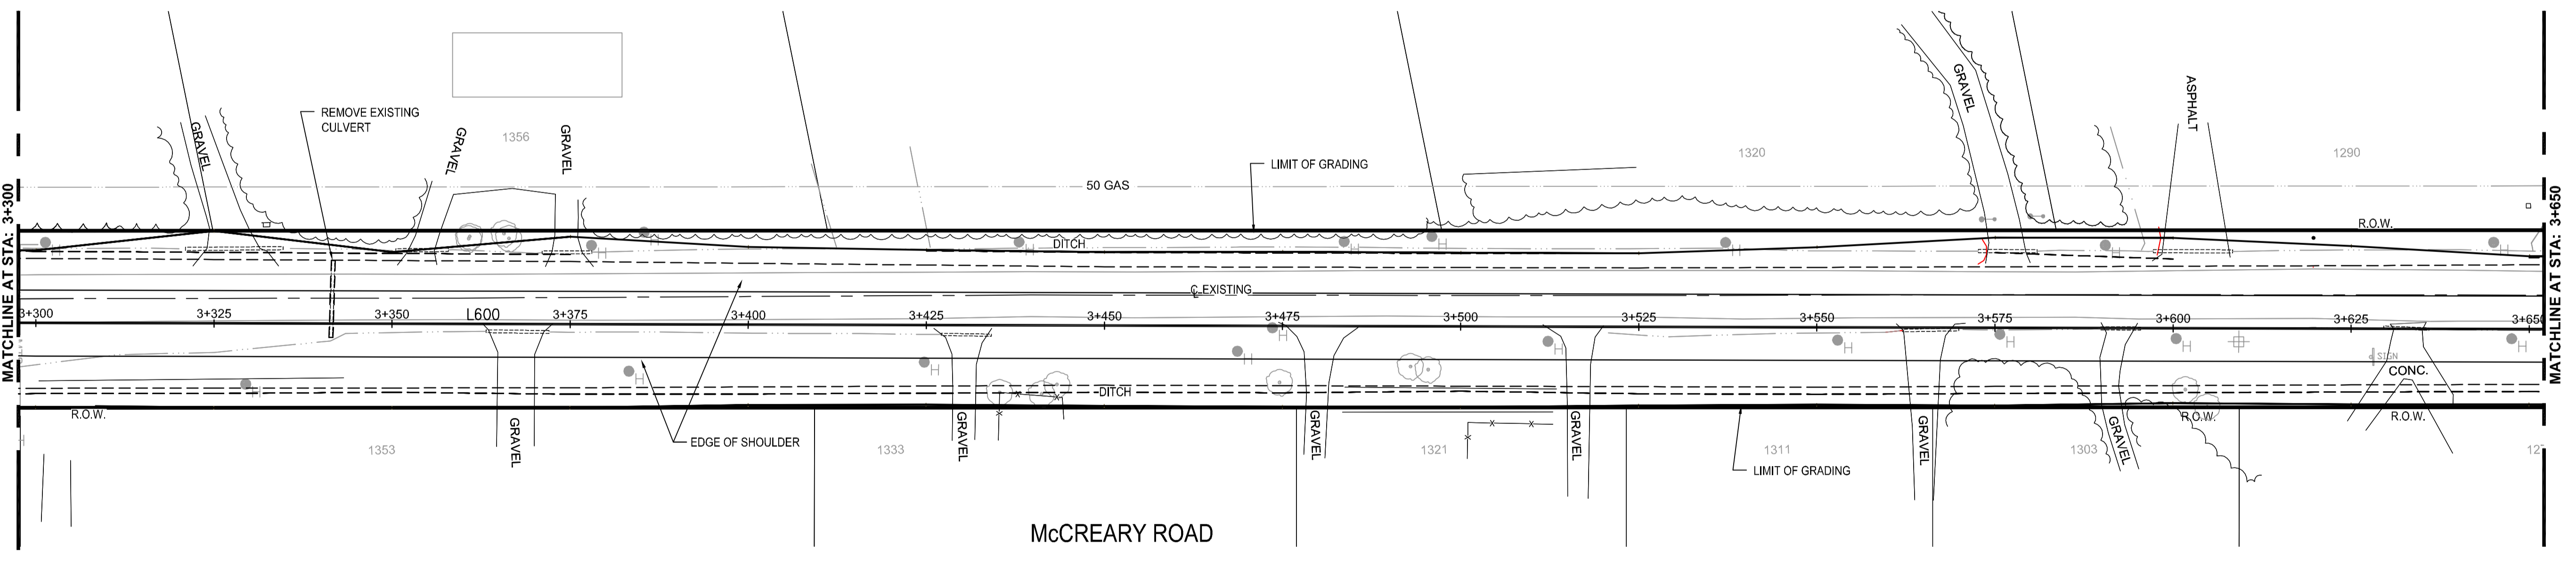 MATCHLINE AT STA: 3+300
GRAVEL
REMOVE EXISTING
CULVERT
GRAVEL
1356
GRAVEL
50 GAS
LIMIT OF GRADING
1320
GRAVEL
ASPHALT
1290
R.O.W.
MATCHLINE AT STA: 3+650
H
H
H
DITCH
H
H
H
H
H
H
℄ EXISTING
3+300
3+325
3+350
L600
3+375
3+400
3+425
3+450
3+475
3+500
3+525
3+550
3+575
3+600
3+625
3+650
H
H
H
H
H
H
H
H
H
H
SIGN
CONC.
DITCH
R.O.W.
R.O.W.
R.O.W.
H
1353
GRAVEL
EDGE OF SHOULDER
1333
GRAVEL
GRAVEL
1321
GRAVEL
LIMIT OF GRADING
1311
GRAVEL
1303
GRAVEL
McCREARY ROAD